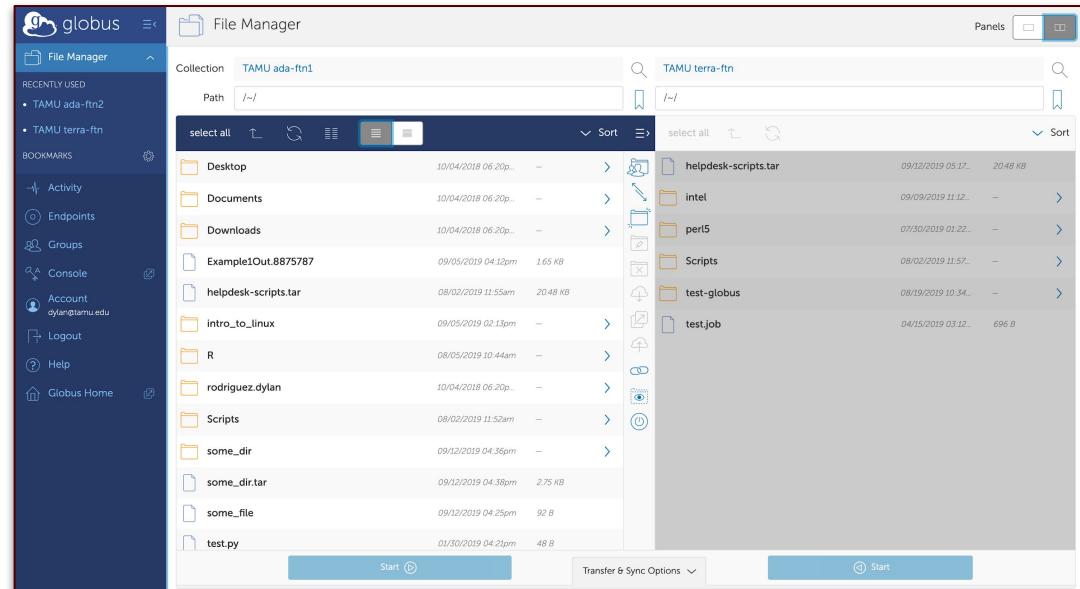 globus
File Manager
RECENTLY USED
• TAMU ada-ftn2
• TAMU terra-ftn
BOOKMARKS
Activity
Endpoints
Groups
Console
Account
dylan@tamu.edu
Logout
Help
Globus Home
File Manager
Panels
Collection TAMU ada-ftn1
Path /~/
select all Sort
Desktop 10/04/2018 06:20p... —
Documents 10/04/2018 06:20p... —
Downloads 10/04/2018 06:20p... —
Example1Out.8875787 09/05/2019 04:12pm 1.65 KB
helpdesk-scripts.tar 08/02/2019 11:55am 20.48 KB
intro_to_linux 09/05/2019 02:13pm —
R 08/05/2019 10:44am —
rodriguez.dylan 10/04/2018 06:20p... —
Scripts 08/02/2019 11:52am —
some_dir 09/12/2019 04:36pm —
some_dir.tar 09/12/2019 04:38pm 2.75 KB
some_file 09/12/2019 04:25pm 92 B
test.py 01/30/2019 04:21pm 48 B
Start
TAMU terra-ftn
/~/
select all Sort
helpdesk-scripts.tar 09/12/2019 05:17... 20.48 KB
intel 09/09/2019 11:12... —
perl5 07/30/2019 01:22... —
Scripts 08/02/2019 11:57... —
test-globus 08/19/2019 10:34... —
test.job 04/15/2019 03:12... 696 B
Transfer & Sync Options
Start